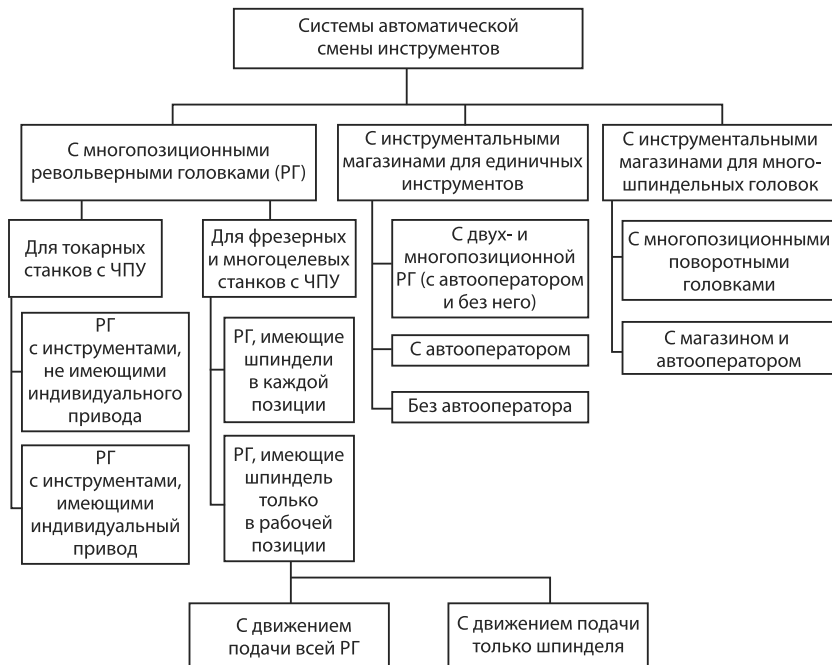 Системы автоматической
смены инструментов
С многопозиционными
револьверными головками (РГ)
С инструментальными
магазинами для единичных
инструментов
С инструментальными
магазинами для много-
шпиндельных головок
Для токарных
станков с ЧПУ
Для фрезерных
и многоцелевых
станков с ЧПУ
С двух- и
многопозиционной
РГ (с автооператором
и без него)
С многопозиционными
поворотными
головками
РГ
с инструментами,
не имеющими
индивидуального
привода
РГ, имеющие
шпиндели
в каждой
позиции
С автооператором
С магазином и
автооператором
Без автооператора
РГ
с инструментами,
имеющими
индивидуальный
привод
РГ, имеющие
шпиндель
только
в рабочей
позиции
С движением
подачи всей РГ
С движением подачи
только шпинделя